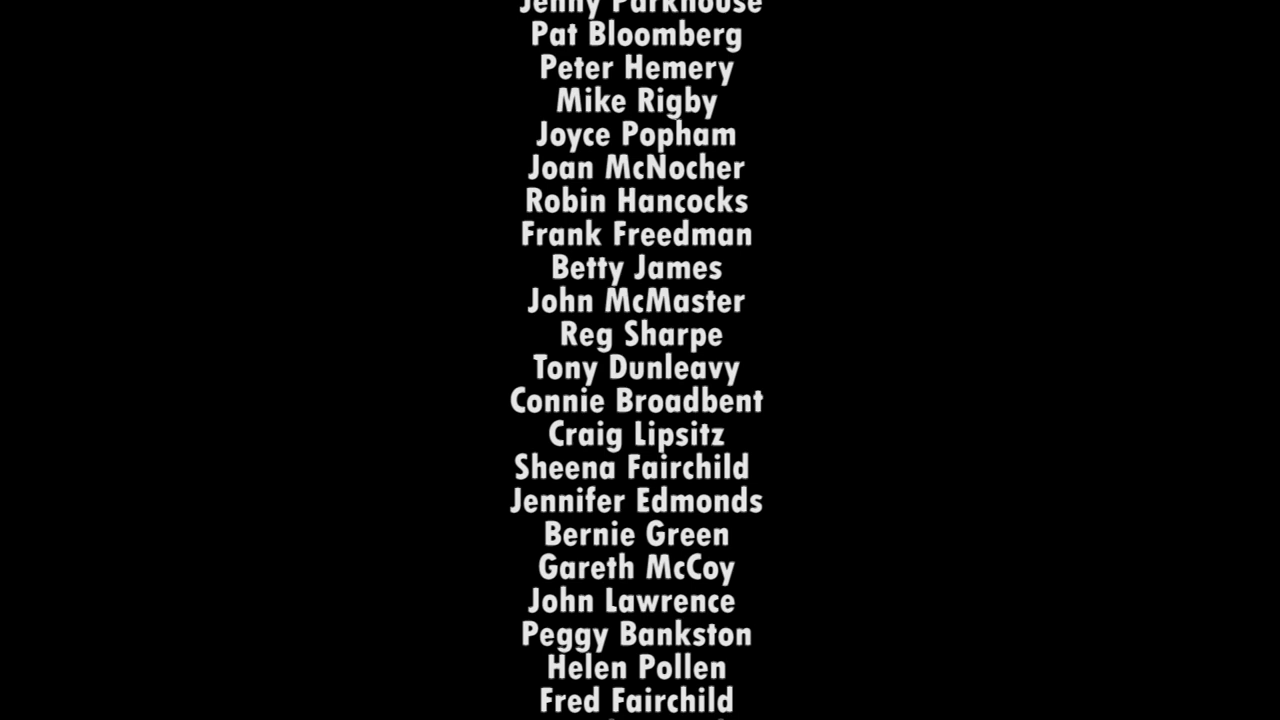 Jenny Parkhouse
Pat Bloomberg
Peter Hemery
Mike Rigby
Joyce Popham
Joan McNocher
Robin Hancocks
Frank Freedman
Betty James
John McMaster
Reg Sharpe
Tony Dunleavy
Connie Broadbent
Craig Lipsitz
Sheena Fairchild
Jennifer Edmonds
Bernie Green
Gareth McCoy
John Lawrence
Peggy Bankston
Helen Pollen
Fred Fairchild